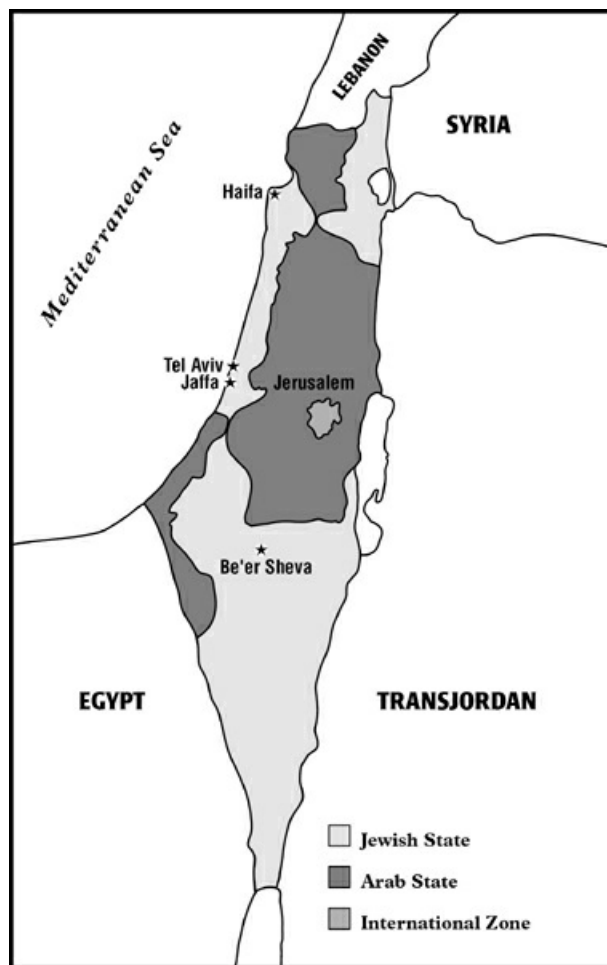 LEBANON
SYRIA
Mediterranean Sea
Haifa
Tel Aviv
Jaffa
Jerusalem
Be'er Sheva
EGYPT
TRANSJORDAN
Jewish State
Arab State
International Zone